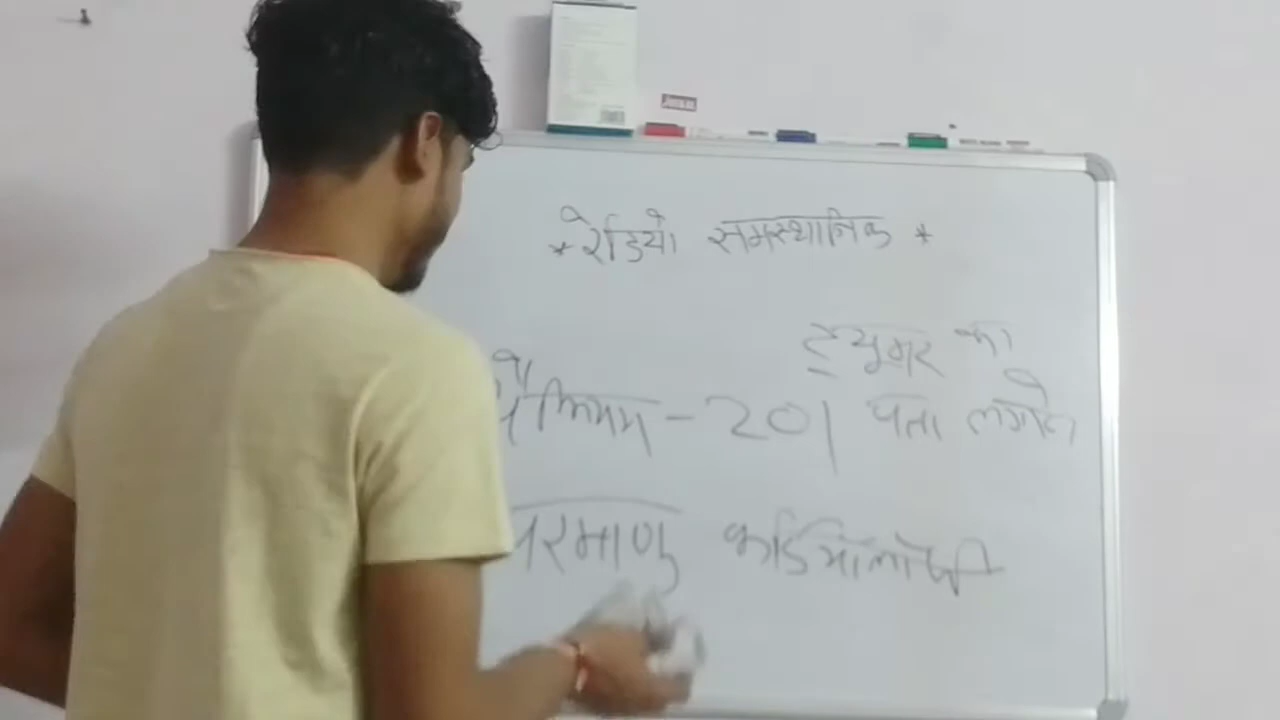 * रेडियो समस्थानिक *
ट्यूमर का
- 201 पता लगाने
परमाणु कार्डियोलॉजी